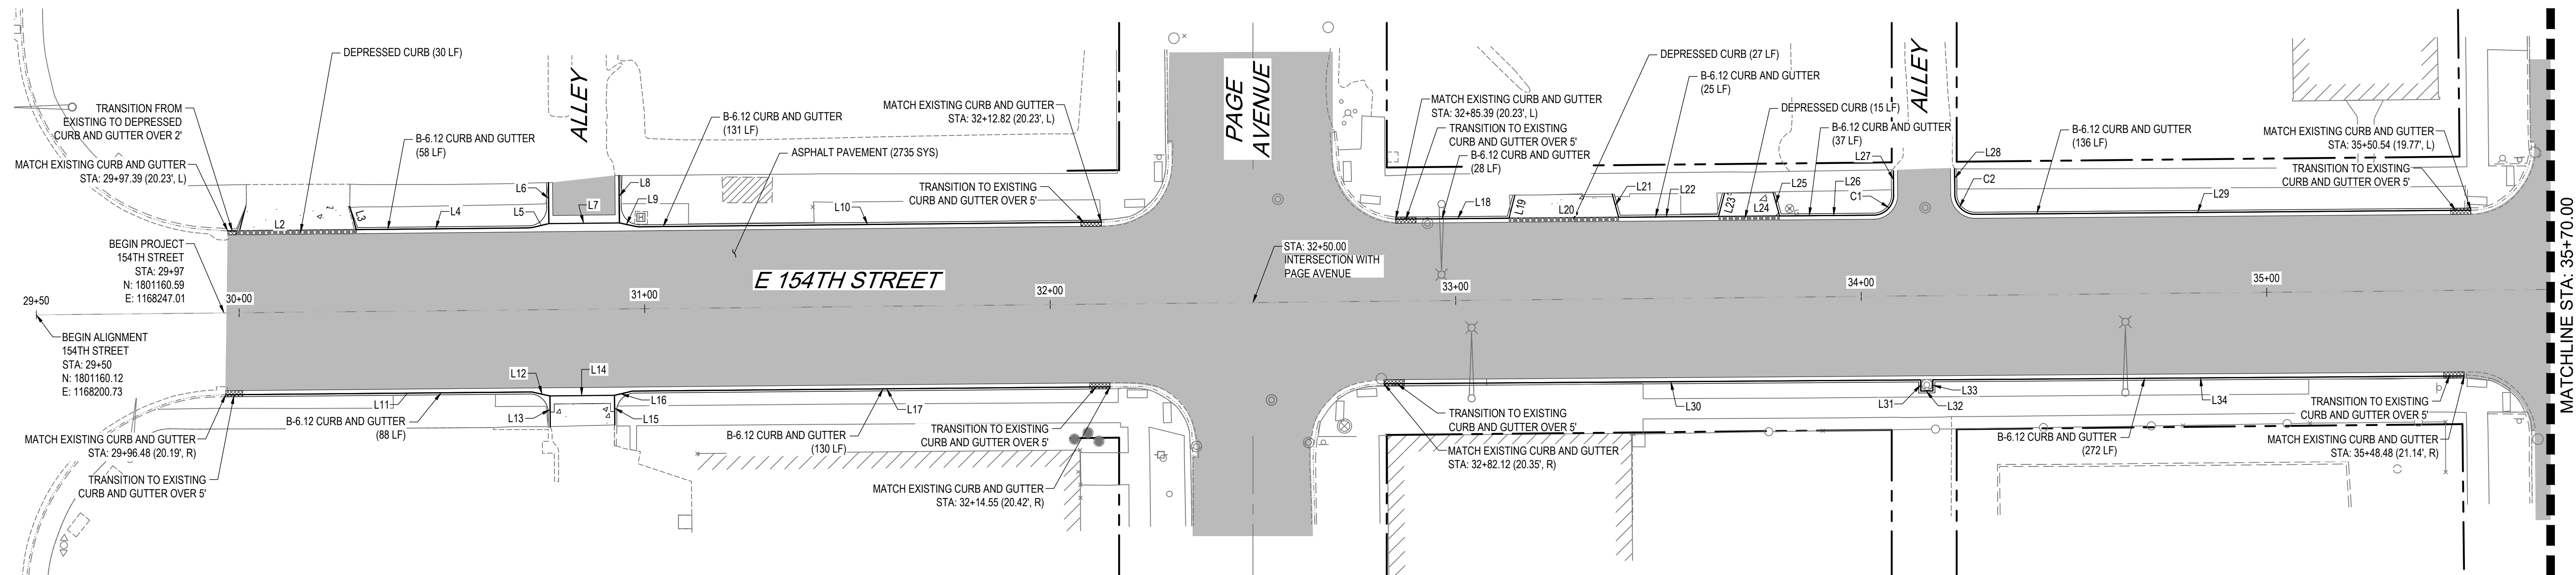 DEPRESSED CURB (30 LF)
TRANSITION FROM
EXISTING TO DEPRESSED
CURB AND GUTTER OVER 2'
MATCH EXISTING CURB AND GUTTER
STA: 29+97.39 (20.23', L)
B-6.12 CURB AND GUTTER
(58 LF)
ALLEY
B-6.12 CURB AND GUTTER
(131 LF)
MATCH EXISTING CURB AND GUTTER
STA: 32+12.82 (20.23', L)
ASPHALT PAVEMENT (2735 SYS)
TRANSITION TO EXISTING
CURB AND GUTTER OVER 5'
L2
L3
L4
L5
L6
L7
L8
L9
L10
PAGE
AVENUE
MATCH EXISTING CURB AND GUTTER
STA: 32+85.39 (20.23', L)
TRANSITION TO EXISTING
CURB AND GUTTER OVER 5'
B-6.12 CURB AND GUTTER
(28 LF)
DEPRESSED CURB (27 LF)
B-6.12 CURB AND GUTTER
(25 LF)
DEPRESSED CURB (15 LF)
B-6.12 CURB AND GUTTER
(37 LF)
ALLEY
B-6.12 CURB AND GUTTER
(136 LF)
MATCH EXISTING CURB AND GUTTER
STA: 35+50.54 (19.77', L)
TRANSITION TO EXISTING
CURB AND GUTTER OVER 5'
L18
L19
L20
L21
L22
L23
L24
L25
L26
L27
C1
L28
C2
L29
BEGIN PROJECT
154TH STREET
STA: 29+97
N: 1801160.59
E: 1168247.01
29+50
BEGIN ALIGNMENT
154TH STREET
STA: 29+50
N: 1801160.12
E: 1168200.73
E 154TH STREET
STA: 32+50.00
INTERSECTION WITH
PAGE AVENUE
30+00
31+00
32+00
33+00
34+00
35+00
MATCHLINE STA: 35+70.00
L11
L12
L13
L14
L15
L16
L17
B-6.12 CURB AND GUTTER
(88 LF)
MATCH EXISTING CURB AND GUTTER
STA: 29+96.48 (20.19', R)
TRANSITION TO EXISTING
CURB AND GUTTER OVER 5'
B-6.12 CURB AND GUTTER
(130 LF)
TRANSITION TO EXISTING
CURB AND GUTTER OVER 5'
MATCH EXISTING CURB AND GUTTER
STA: 32+14.55 (20.42', R)
TRANSITION TO EXISTING
CURB AND GUTTER OVER 5'
MATCH EXISTING CURB AND GUTTER
STA: 32+82.12 (20.35', R)
L30
L31
L32
L33
L34
B-6.12 CURB AND GUTTER
(272 LF)
TRANSITION TO EXISTING
CURB AND GUTTER OVER 5'
MATCH EXISTING CURB AND GUTTER
STA: 35+48.48 (21.14', R)